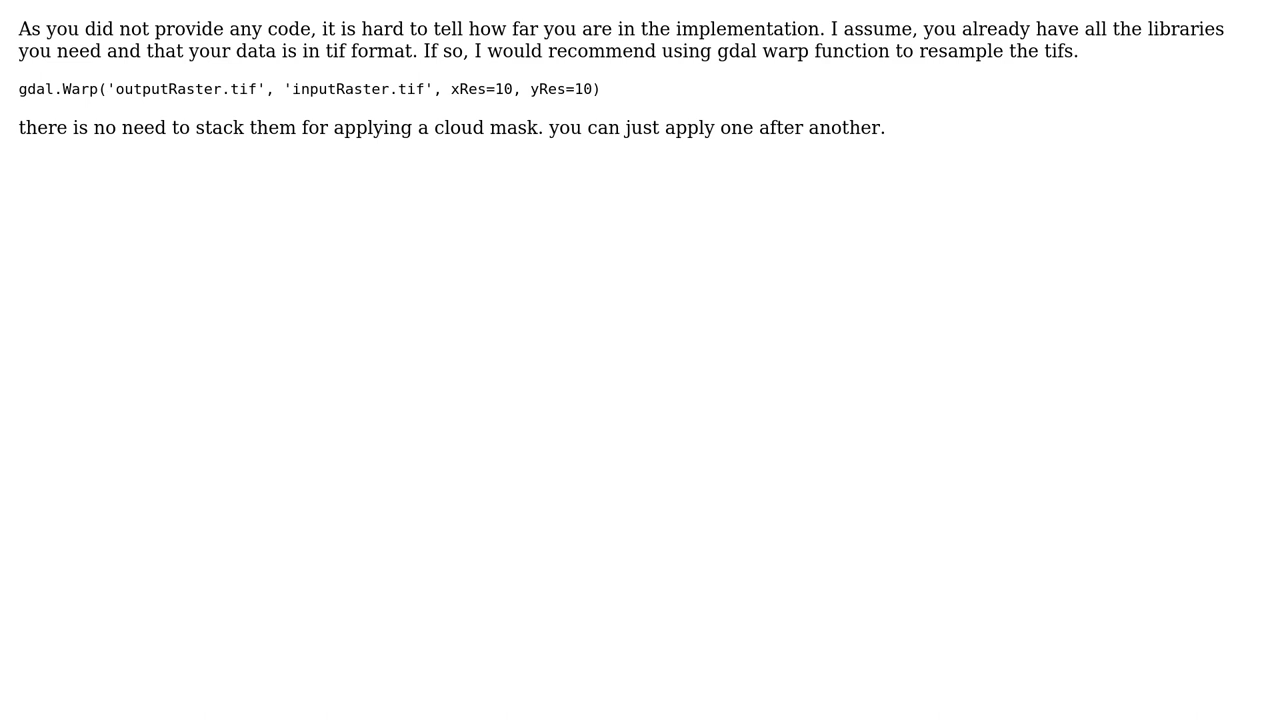 As you did not provide any code, it is hard to tell how far you are in the implementation. I assume, you already have all the libraries
you need and that your data is in tif format. If so, I would recommend using gdal warp function to resample the tifs.
gdal.Warp('outputRaster.tif', 'inputRaster.tif', xRes=10, yRes=10)
there is no need to stack them for applying a cloud mask. you can just apply one after another.